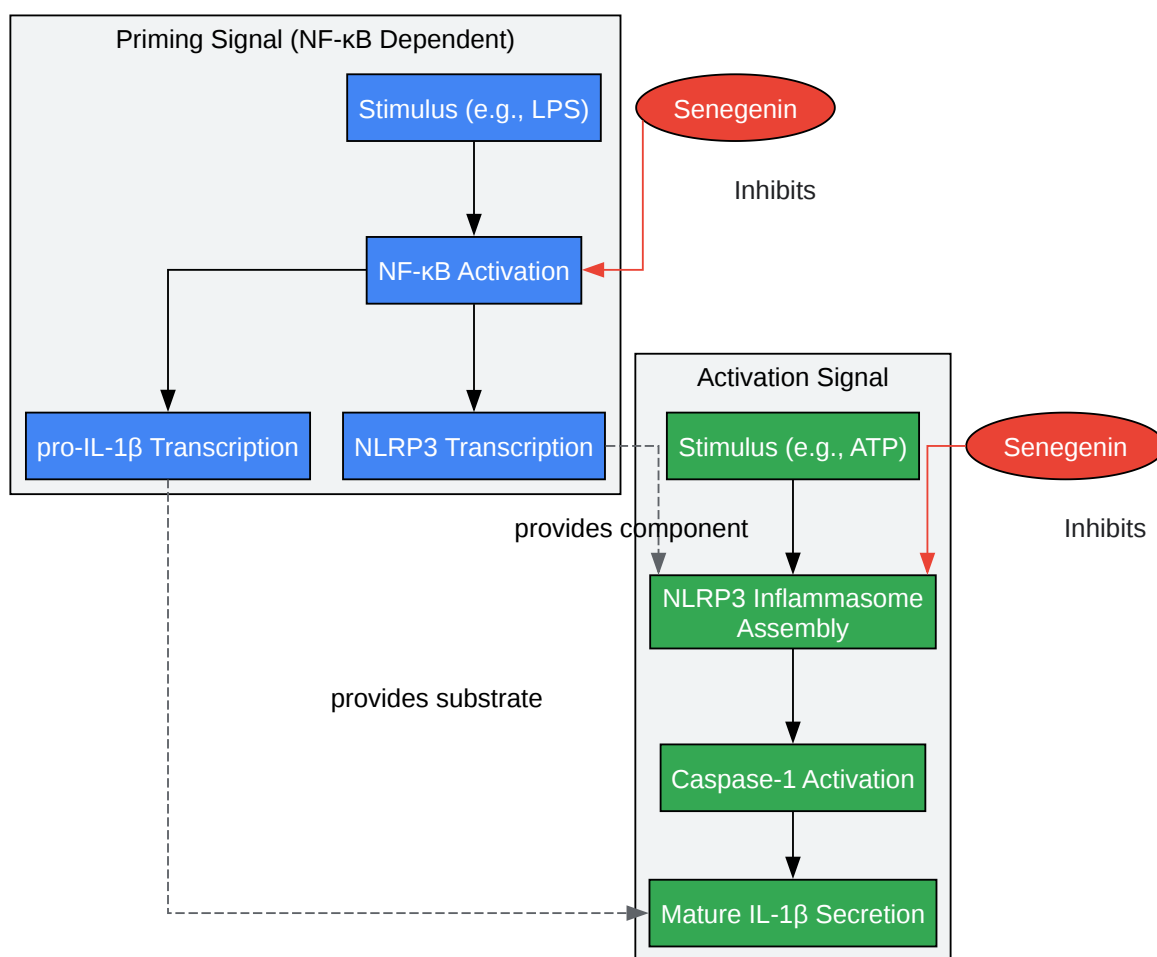 Priming Signal (NF-κB Dependent)
Stimulus (e.g., LPS)
Senegenin
Inhibits
NF-κB Activation
pro-IL-1β Transcription
NLRP3 Transcription
Activation Signal
Stimulus (e.g., ATP)
Senegenin
Inhibits
provides component
NLRP3 Inflammasome
Assembly
provides substrate
Caspase-1 Activation
Mature IL-1β Secretion